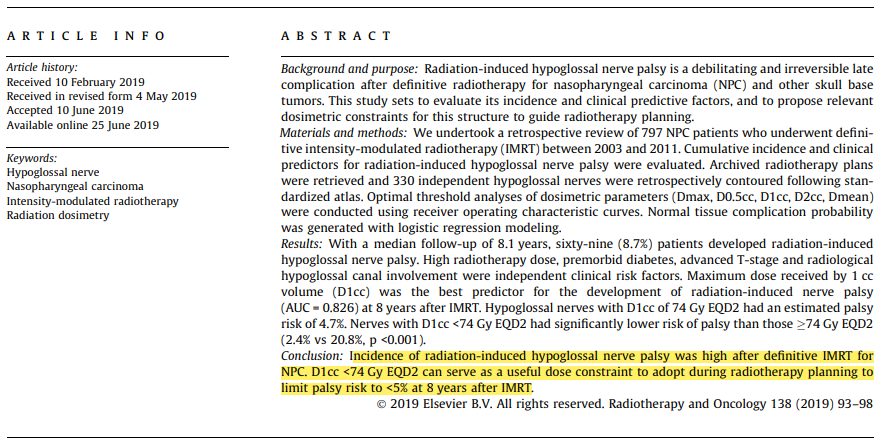 ARTICLE INFO
Article history:
Received 10 February 2019
Received in revised form 4 May 2019
Accepted 10 June 2019
Available online 25 June 2019
Keywords:
Hypoglossal nerve
Nasopharyngeal carcinoma
Intensity-modulated radiotherapy
Radiation dosimetry
ABSTRACT
Background and purpose: Radiation-induced hypoglossal nerve palsy is a debilitating and irreversible late
complication after definitive radiotherapy for nasopharyngeal carcinoma (NPC) and other skull base
tumors. This study sets to evaluate its incidence and clinical predictive factors, and to propose relevant
dosimetric constraints for this structure to guide radiotherapy planning.
Materials and methods: We undertook a retrospective review of 797 NPC patients who underwent defini-
tive intensity-modulated radiotherapy (IMRT) between 2003 and 2011. Cumulative incidence and clinical
predictors for radiation-induced hypoglossal nerve palsy were evaluated. Archived radiotherapy plans
were retrieved and 330 independent hypoglossal nerves were retrospectively contoured following stan-
dardized atlas. Optimal threshold analyses of dosimetric parameters (Dmax, D0.5cc, D1cc, D2cc, Dmean)
were conducted using receiver operating characteristic curves. Normal tissue complication probability
was generated with logistic regression modeling.
Results: With a median follow-up of 8.1 years, sixty-nine (8.7%) patients developed radiation-induced
hypoglossal nerve palsy. High radiotherapy dose, premorbid diabetes, advanced T-stage and radiological
hypoglossal canal involvement were independent clinical risk factors. Maximum dose received by 1 cc
volume (D1cc) was the best predictor for the development of radiation-induced nerve palsy
(AUC = 0.826) at 8 years after IMRT. Hypoglossal nerves with D1cc of 74 Gy EQD2 had an estimated palsy
risk of 4.7%. Nerves with D1cc <74 Gy EQD2 had significantly lower risk of palsy than those ≥74 Gy EQD2
(2.4% vs 20.8%, p <.001).
Conclusion: Incidence of radiation-induced hypoglossal nerve palsy was high after definitive IMRT for
NPC. D1cc <74 Gy EQD2 can serve as a useful dose constraint to adopt during radiotherapy planning to
limit palsy risk to <5% at 8 years after IMRT.
© 2019 Elsevier B.V. All rights reserved. Radiotherapy and Oncology 138 (2019) 93–98